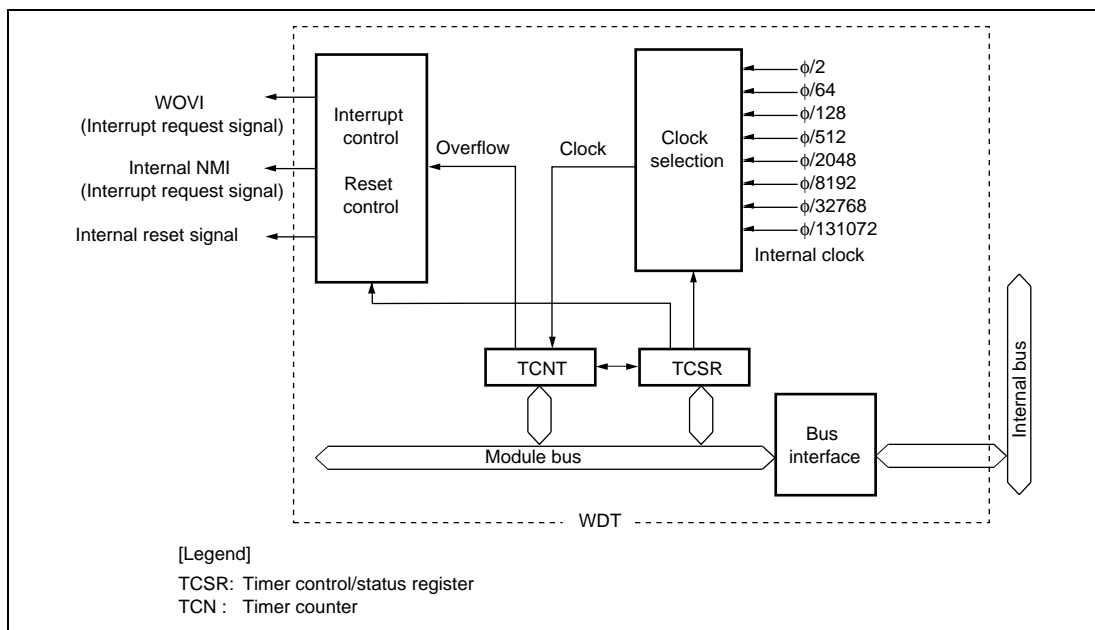 WOVI
(Interrupt request signal)
Internal NMI
(Interrupt request signal)
Internal reset signal
Interrupt
control
Reset
control
Overflow
Clock
Clock
selection
ϕ/2
ϕ/64
ϕ/128
ϕ/512
ϕ/2048
ϕ/8192
ϕ/32768
ϕ/131072
Internal clock
TCNT
TCSR
Module bus
Bus
interface
Internal bus
WDT
[Legend]
TCSR: Timer control/status register
TCN : Timer counter